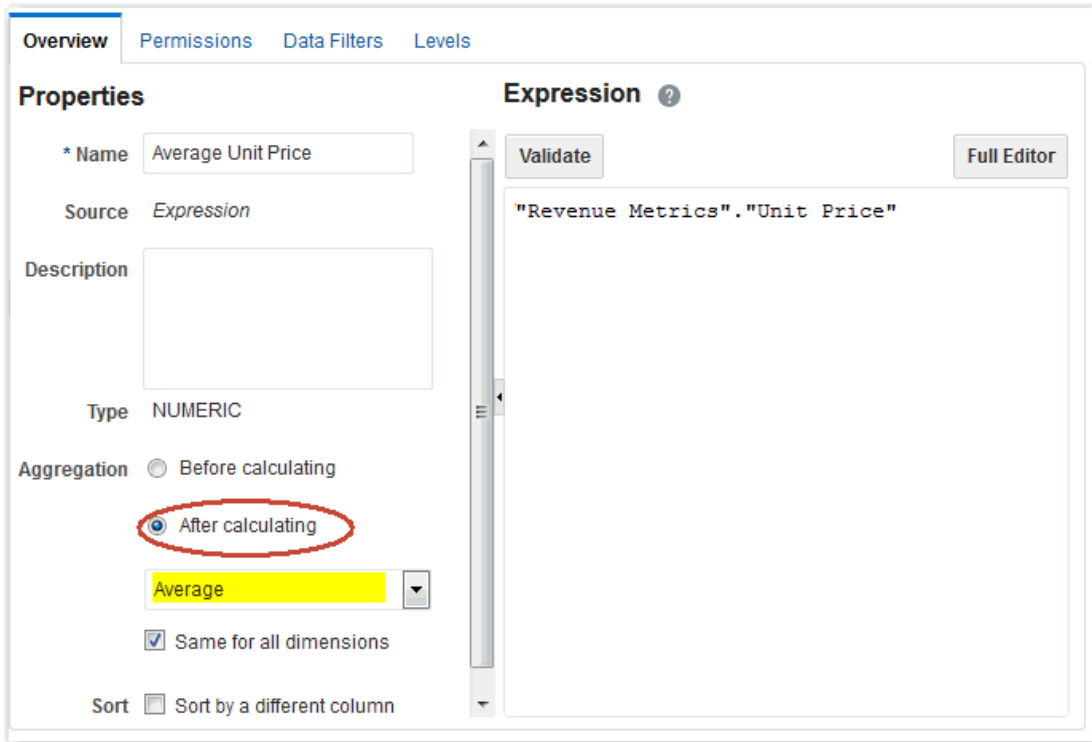 Overview Permissions Data Filters Levels
Properties
* Name Average Unit Price
Source Expression
Description
Type NUMERIC
Aggregation Before calculating
After calculating
Average
Same for all dimensions
Sort Sort by a different column
Expression ?
Validate Full Editor
"Revenue Metrics"."Unit Price"